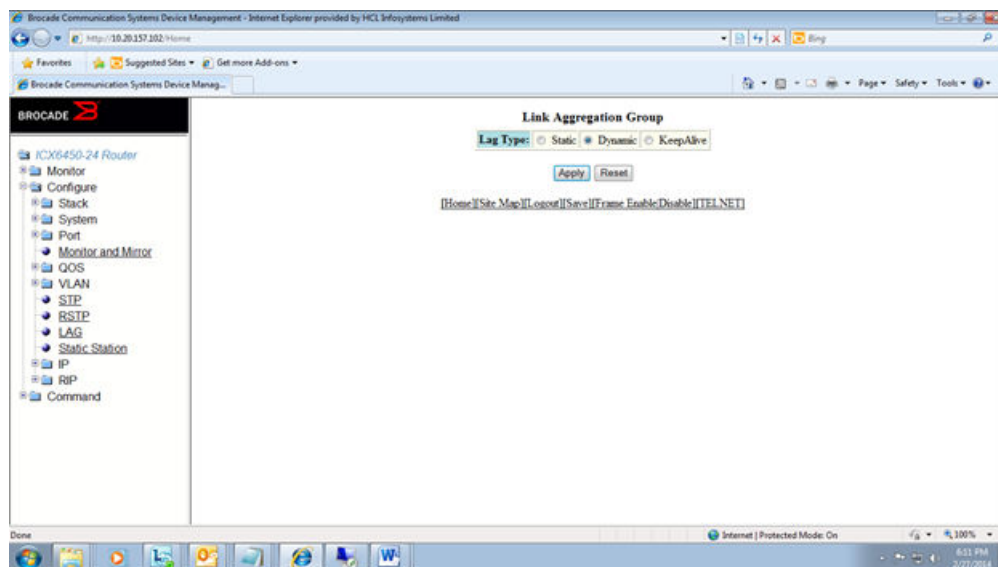 Brocade Communication Systems Device Management - Internet Explorer provided by HCL Infosystems Limited
http://10.20.157.102/Home
Bing
Favorites
Suggested Sites
Get more Add-ons
Brocade Communication Systems Device Manag...
Page
Safety
Tools
BROCADE
ICX6450-24 Router
Monitor
Configure
Stack
System
Port
Monitor and Mirror
QOS
VLAN
STP
RSTP
LAG
Static Station
IP
RIP
Command
Link Aggregation Group
Lag Type: Static Dynamic KeepAlive
Apply Reset
[Home][Site Map][Logout][Save][Frame Enable|Disable][TELNET]
Done
Internet | Protected Mode: On
100%
6:51 PM
2/27/2014